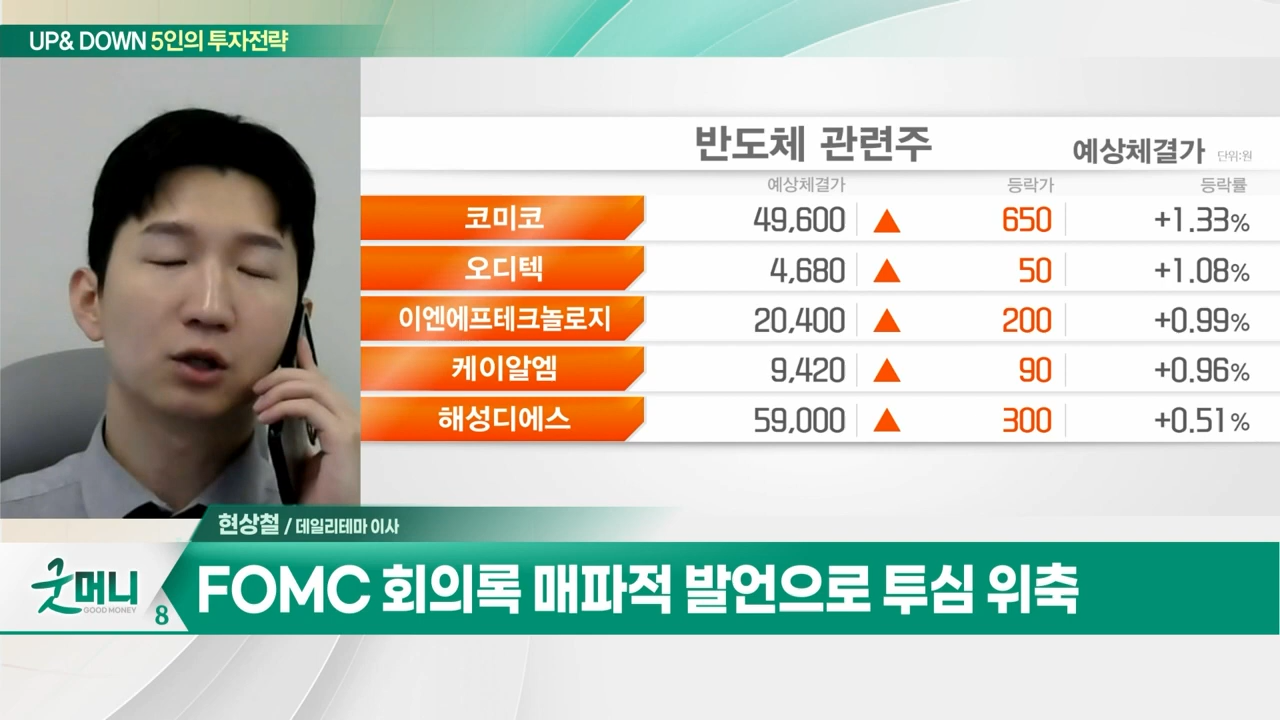 UP& DOWN 5인의 투자전략
반도체 관련주 예상체결가 단위:원
예상체결가 등락가 등락률
코미코 49,600 ▲ 650 +1.33%
오디텍 4,680 ▲ 50 +1.08%
이엔에프테크놀로지 20,400 ▲ 200 +0.99%
케이알엠 9,420 ▲ 90 +0.96%
해성디에스 59,000 ▲ 300 +0.51%
현상철 / 데일리테마 이사
굿머니 GOOD MONEY 8
FOMC 회의록 매파적 발언으로 투심 위축